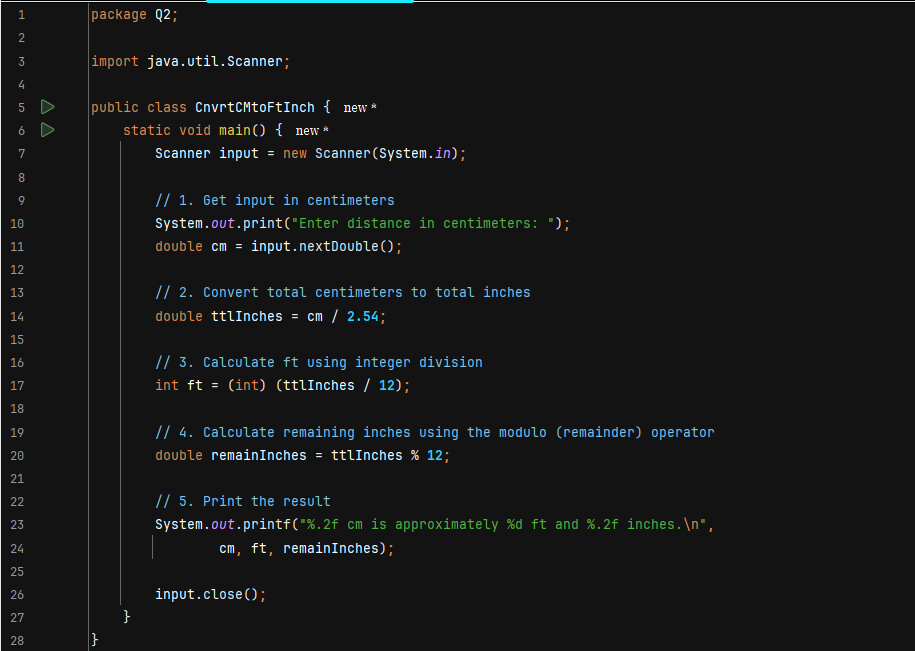 1 package Q2;
2
3 import java.util.Scanner;
4
5 public class CnvrtCMtoFtInch { new *
6     static void main() { new *
7         Scanner input = new Scanner(System.in);
8
9         // 1. Get input in centimeters
10         System.out.print("Enter distance in centimeters: ");
11         double cm = input.nextDouble();
12
13         // 2. Convert total centimeters to total inches
14         double ttlInches = cm / 2.54;
15
16         // 3. Calculate ft using integer division
17         int ft = (int) (ttlInches / 12);
18
19         // 4. Calculate remaining inches using the modulo (remainder) operator
20         double remainInches = ttlInches % 12;
21
22         // 5. Print the result
23         System.out.printf("%.2f cm is approximately %d ft and %.2f inches.\n",
24                 cm, ft, remainInches);
25
26         input.close();
27     }
28 }